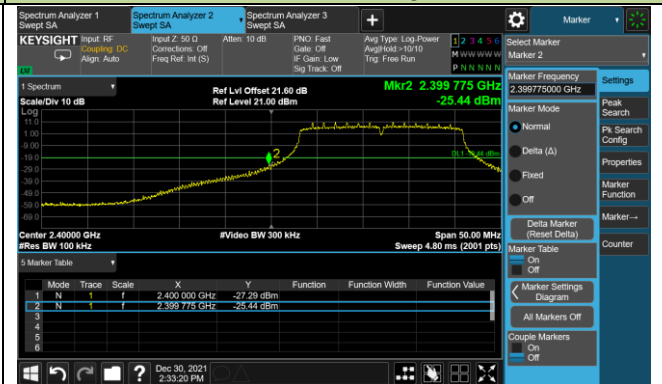 Spectrum Analyzer 1
Swept SA
Spectrum Analyzer 2
Swept SA
Spectrum Analyzer 3
Swept SA
+
Marker
KEYSIGHT
Input: RF
Coupling: DC
Align: Auto
Input Z: 50 Ω
Corrections: Off
Freq Ref: Int (S)
Atten: 10 dB
PNO: Fast
Gate: Off
IF Gain: Low
Sig Track: Off
Avg Type: Log-Power
Avg|Hold:>10/10
Trig: Free Run
1 2 3 4 5 6
M W W W W W
P N N N N N
Select Marker
Marker 2
1 Spectrum
Scale/Div 10 dB
Log
Ref Lvl Offset 21.60 dB
Ref Level 21.00 dBm
Mkr2 2.399 775 GHz
-25.44 dBm
11.0
1.00
-9.00
-19.0
-29.0
-39.0
-49.0
-59.0
-69.0
2
Center 2.40000 GHz
#Res BW 100 kHz
#Video BW 300 kHz
Span 50.00 MHz
Sweep 4.80 ms (2001 pts)
5 Marker Table
Mode Trace Scale X Y Function Function Width Function Value
1 N 1 f 2.400 000 GHz -27.29 dBm
2 N 1 f 2.399 775 GHz -25.44 dBm
3
4
5
6
Marker Frequency
2.399775000 GHz
Marker Mode
Normal
Delta (Δ)
Fixed
Off
Delta Marker
(Reset Delta)
Marker Table
On
Off
Marker Settings
Diagram
All Markers Off
Couple Markers
On
Off
Settings
Peak
Search
Pk Search
Config
Properties
Marker
Function
Marker→
Counter
?
Dec 30, 2021
2:33:20 PM